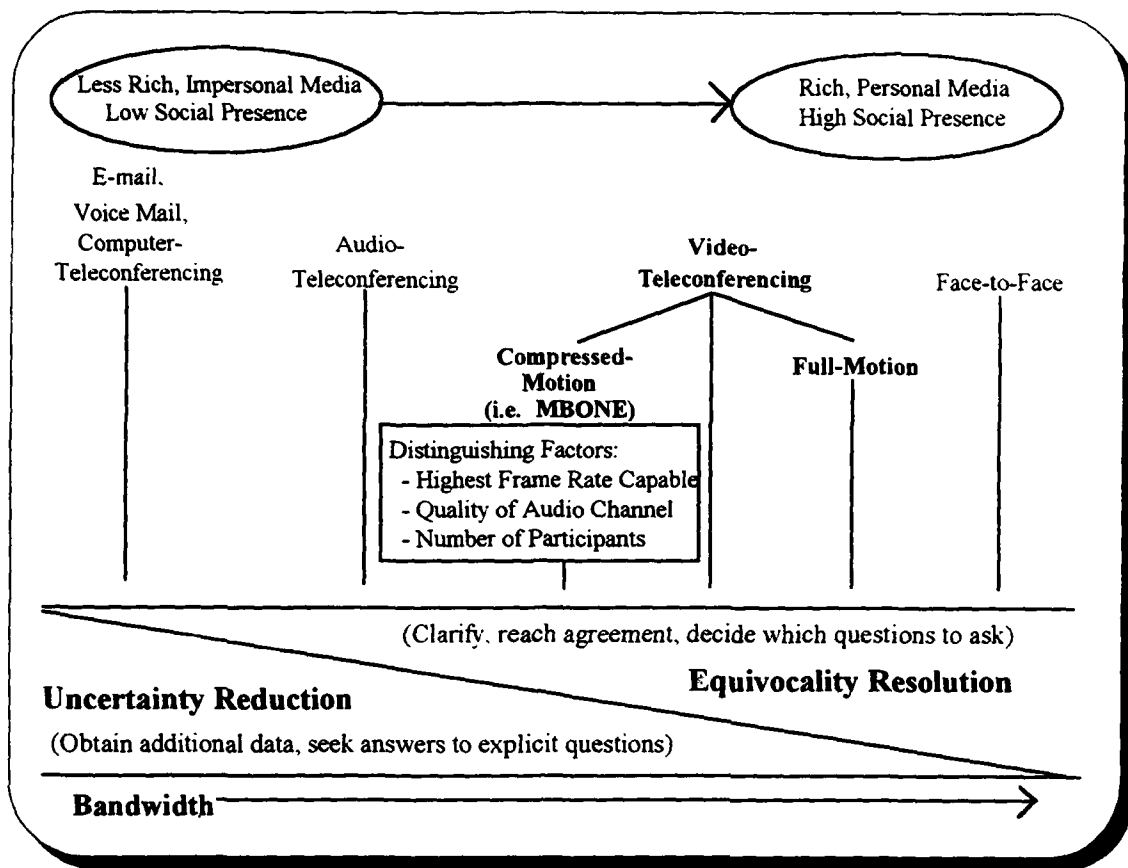 Less Rich, Impersonal Media
Low Social Presence
Rich, Personal Media
High Social Presence
E-mail,
Voice Mail,
Computer-
Teleconferencing
Audio-
Teleconferencing
Video-
Teleconferencing
Face-to-Face
Compressed-
Motion
(i.e. MBONE)
Full-Motion
Distinguishing Factors:
- Highest Frame Rate Capable
- Quality of Audio Channel
- Number of Participants
(Clarify, reach agreement, decide which questions to ask)
Equivocality Resolution
Uncertainty Reduction
(Obtain additional data, seek answers to explicit questions)
Bandwidth